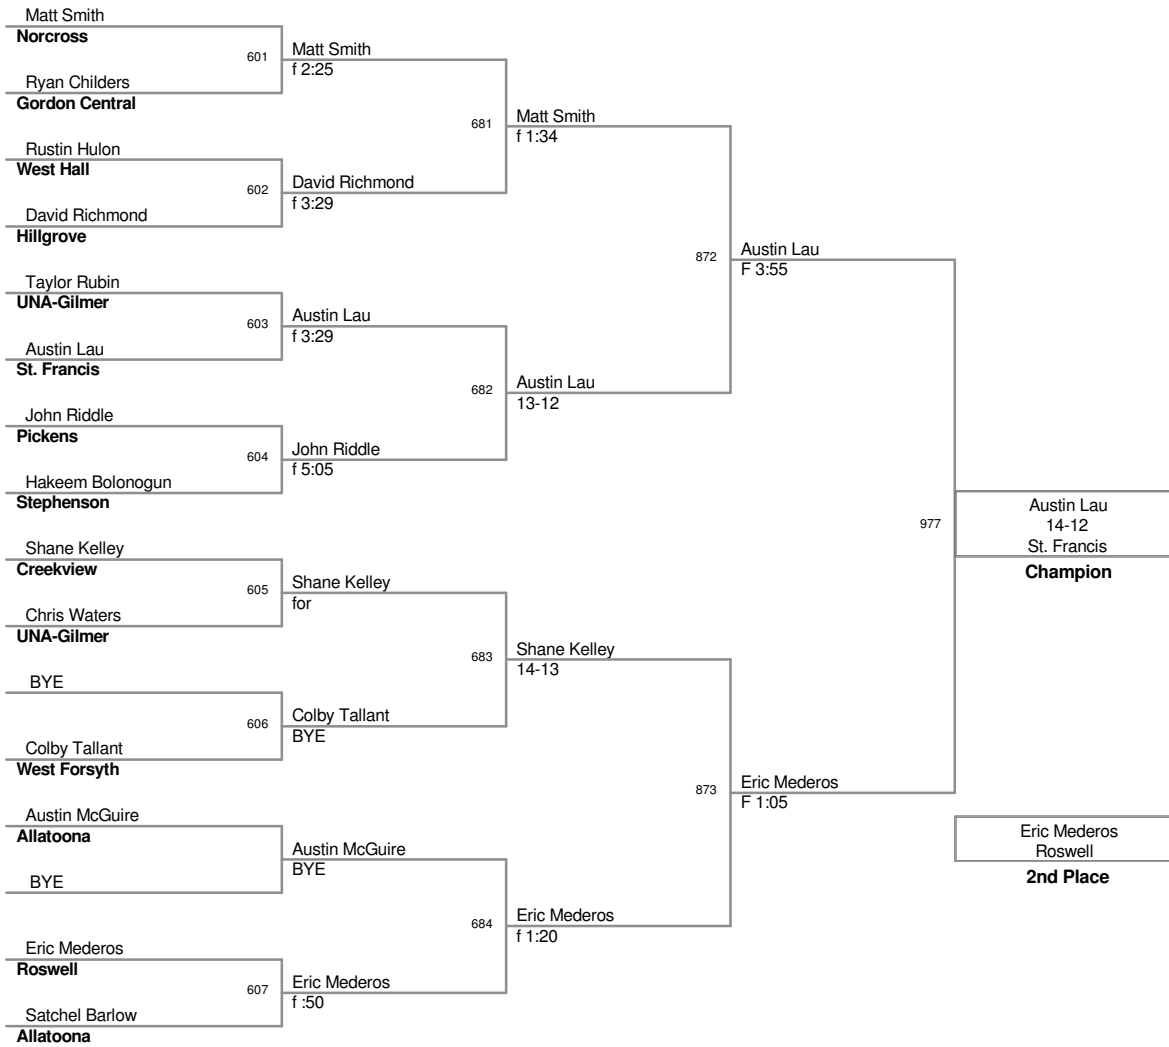 Matt Smith
Norcross
601
Matt Smith
f 2:25
Ryan Childers
Gordon Central
681
Matt Smith
f 1:34
Rustin Hulon
West Hall
602
David Richmond
f 3:29
David Richmond
Hillgrove
872
Austin Lau
F 3:55
Taylor Rubin
UNA-Gilmer
603
Austin Lau
f 3:29
Austin Lau
St. Francis
682
Austin Lau
13-12
John Riddle
Pickens
604
John Riddle
f 5:05
Hakeem Bolonogun
Stephenson
977
Austin Lau
14-12
St. Francis
Champion
Shane Kelley
Creekview
605
Shane Kelley
for
Chris Waters
UNA-Gilmer
683
Shane Kelley
14-13
BYE
606
Colby Tallant
BYE
Colby Tallant
West Forsyth
873
Eric Mederos
F 1:05
Austin McGuire
Allatoona
Austin McGuire
BYE
BYE
Eric Mederos
Roswell
2nd Place
684
Eric Mederos
f 1:20
Eric Mederos
Roswell
607
Eric Mederos
f :50
Satchel Barlow
Allatoona